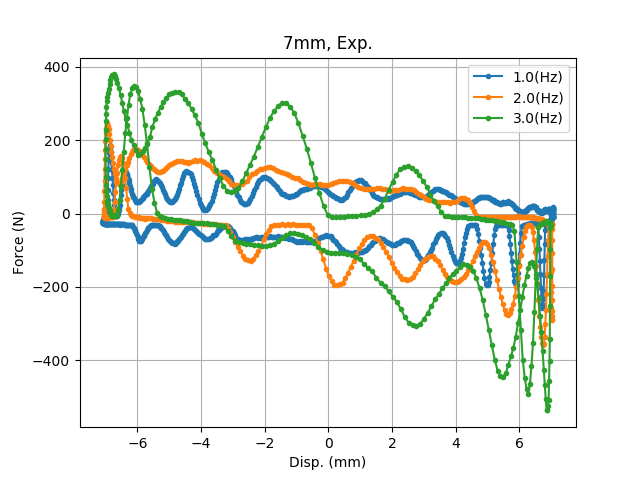 7mm, Exp.
1.0(Hz)
2.0(Hz)
3.0(Hz)
400
200
0
−200
−400
Force (N)
−6 −4 −2 0 2 4 6
Disp. (mm)